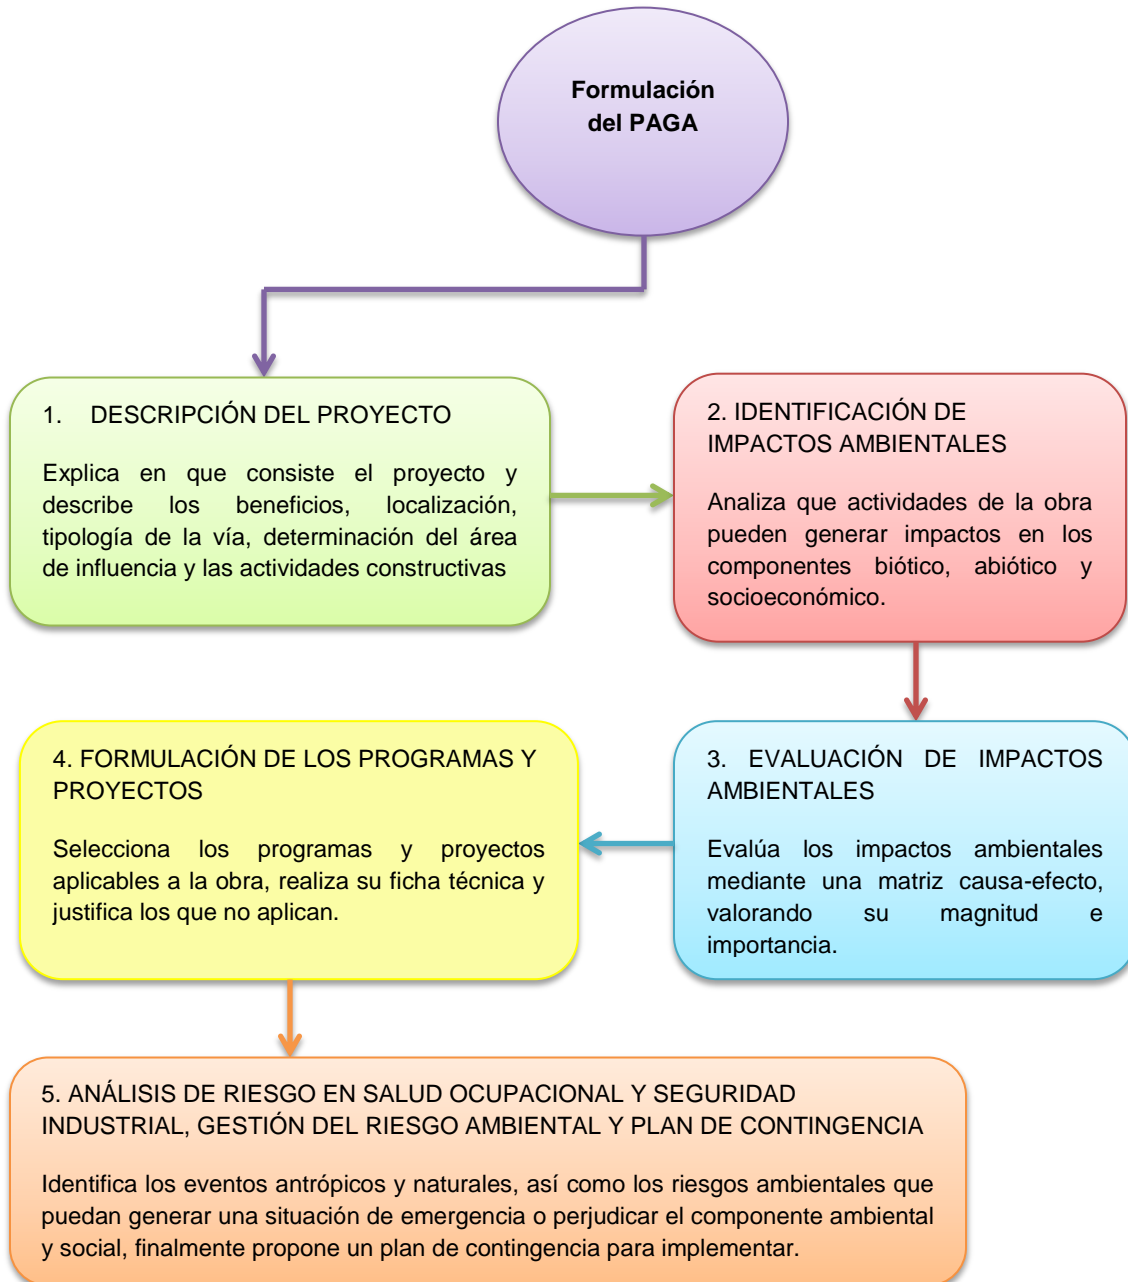 Formulación
del PAGA
1. DESCRIPCIÓN DEL PROYECTO
Explica en que consiste el proyecto y
describe los beneficios, localización,
tipología de la vía, determinación del área
de influencia y las actividades constructivas
2. IDENTIFICACIÓN DE
IMPACTOS AMBIENTALES
Analiza que actividades de la obra
pueden generar impactos en los
componentes biótico, abiótico y
socioeconómico.
3. EVALUACIÓN DE IMPACTOS
AMBIENTALES
Evalúa los impactos ambientales
mediante una matriz causa-efecto,
valorando su magnitud e
importancia.
4. FORMULACIÓN DE LOS PROGRAMAS Y
PROYECTOS
Selecciona los programas y proyectos
aplicables a la obra, realiza su ficha técnica y
justifica los que no aplican.
5. ANÁLISIS DE RIESGO EN SALUD OCUPACIONAL Y SEGURIDAD
INDUSTRIAL, GESTIÓN DEL RIESGO AMBIENTAL Y PLAN DE CONTINGENCIA
Identifica los eventos antrópicos y naturales, así como los riesgos ambientales que
puedan generar una situación de emergencia o perjudicar el componente ambiental
y social, finalmente propone un plan de contingencia para implementar.